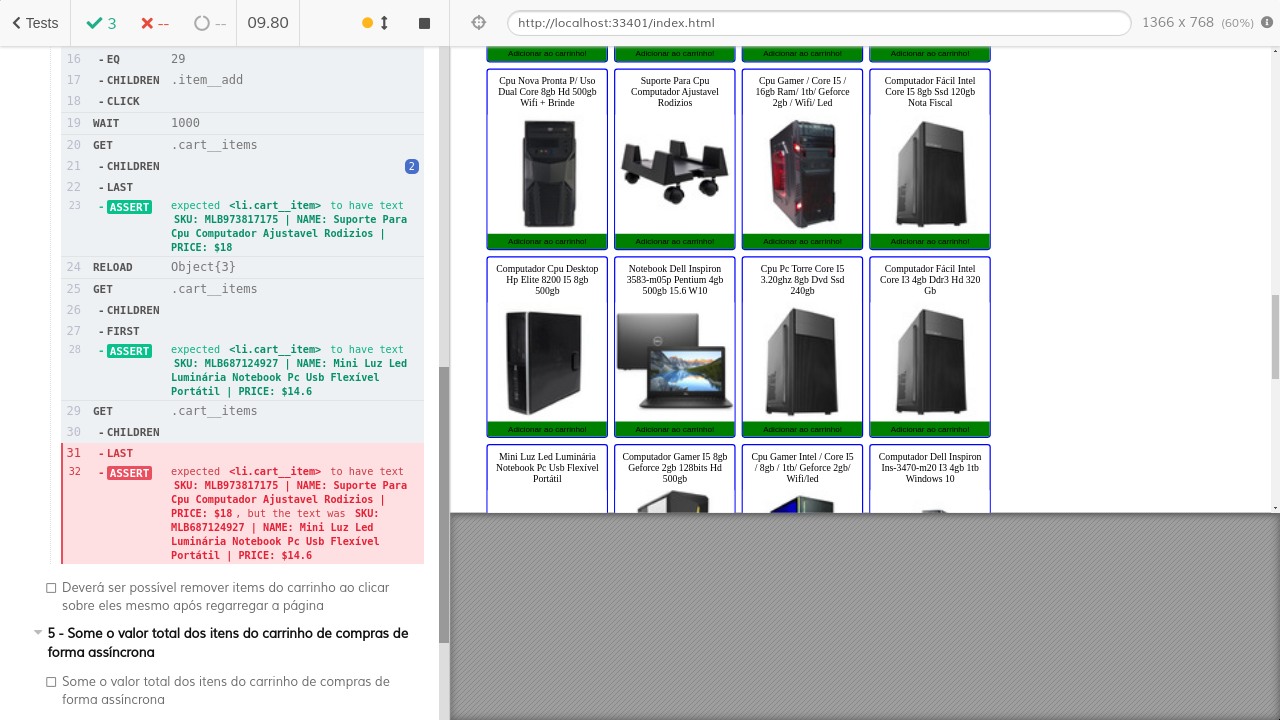 Tests
3
--
--
09.80
http://localhost:33401/index.html
1366 x 768 (60%)
16 -EQ 29
17 -CHILDREN .item__add
18 -CLICK
19 WAIT 1000
20 GET .cart__items
21 -CHILDREN 2
22 -LAST
23 -ASSERT expected <li.cart__item> to have text
SKU: MLB973817175 | NAME: Suporte Para
Cpu Computador Ajustavel Rodizios |
PRICE: $18
24 RELOAD Object{3}
25 GET .cart__items
26 -CHILDREN
27 -FIRST
28 -ASSERT expected <li.cart__item> to have text
SKU: MLB687124927 | NAME: Mini Luz Led
Luminária Notebook Pc Usb Flexível
Portátil | PRICE: $14.6
29 GET .cart__items
30 -CHILDREN
31 -LAST
32 -ASSERT expected <li.cart__item> to have text
SKU: MLB973817175 | NAME: Suporte Para
Cpu Computador Ajustavel Rodizios |
PRICE: $18 , but the text was SKU:
MLB687124927 | NAME: Mini Luz Led
Luminária Notebook Pc Usb Flexível
Portátil | PRICE: $14.6
Deverá ser possível remover items do carrinho ao clicar
sobre eles mesmo após regarregar a página
5 - Some o valor total dos itens do carrinho de compras de
forma assíncrona
Some o valor total dos itens do carrinho de compras de
forma assíncrona
Adicionar ao carrinho!
Adicionar ao carrinho!
Adicionar ao carrinho!
Adicionar ao carrinho!
Cpu Nova Pronta P/ Uso
Dual Core 8gb Hd 500gb
Wifi + Brinde
Adicionar ao carrinho!
Suporte Para Cpu
Computador Ajustavel
Rodizios
Adicionar ao carrinho!
Cpu Gamer / Core I5 /
16gb Ram/ 1tb/ Geforce
2gb / Wifi/ Led
Adicionar ao carrinho!
Computador Fácil Intel
Core I5 8gb Ssd 120gb
Nota Fiscal
Adicionar ao carrinho!
Computador Cpu Desktop
Hp Elite 8200 I5 8gb
500gb
Adicionar ao carrinho!
Notebook Dell Inspiron
3583-m05p Pentium 4gb
500gb 15.6 W10
Adicionar ao carrinho!
Cpu Pc Torre Core I5
3.20ghz 8gb Dvd Ssd
240gb
Adicionar ao carrinho!
Computador Fácil Intel
Core I3 4gb Ddr3 Hd 320
Gb
Adicionar ao carrinho!
Mini Luz Led Luminária
Notebook Pc Usb Flexível
Portátil
Computador Gamer I5 8gb
Geforce 2gb 128bits Hd
500gb
Cpu Gamer Intel / Core I5
/ 8gb / 1tb/ Geforce 2gb/
Wifi/led
Computador Dell Inspiron
Ins-3470-m20 I3 4gb 1tb
Windows 10